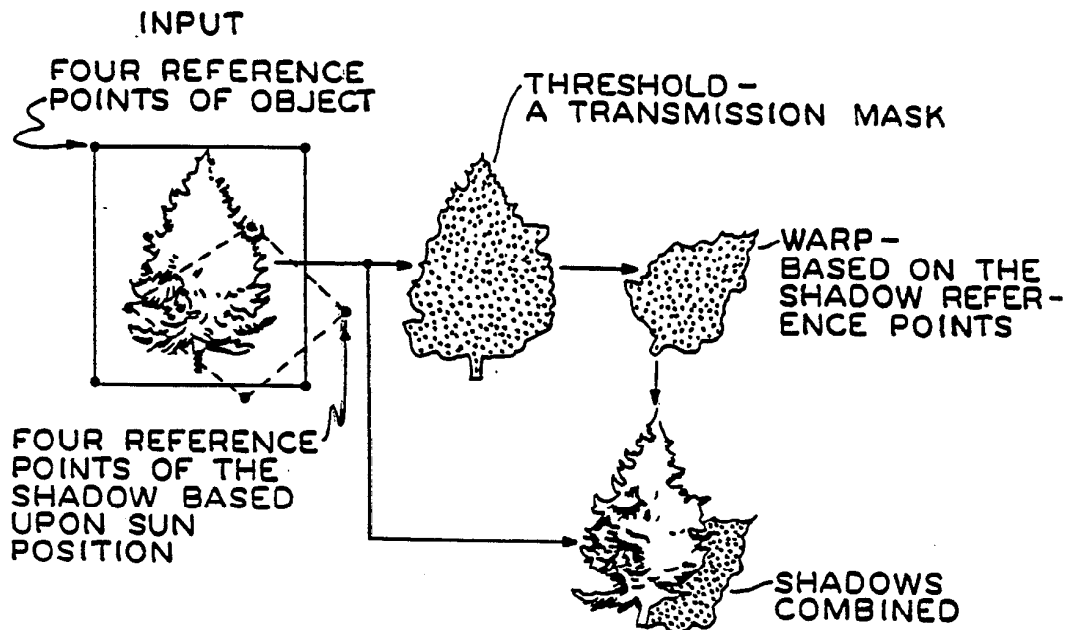 INPUT
FOUR REFERENCE
POINTS OF OBJECT
THRESHOLD-
A TRANSMISSION MASK
WARP-
BASED ON THE
SHADOW REFER-
ENCE POINTS
FOUR REFERENCE
POINTS OF THE
SHADOW BASED
UPON SUN
POSITION
SHADOWS
COMBINED